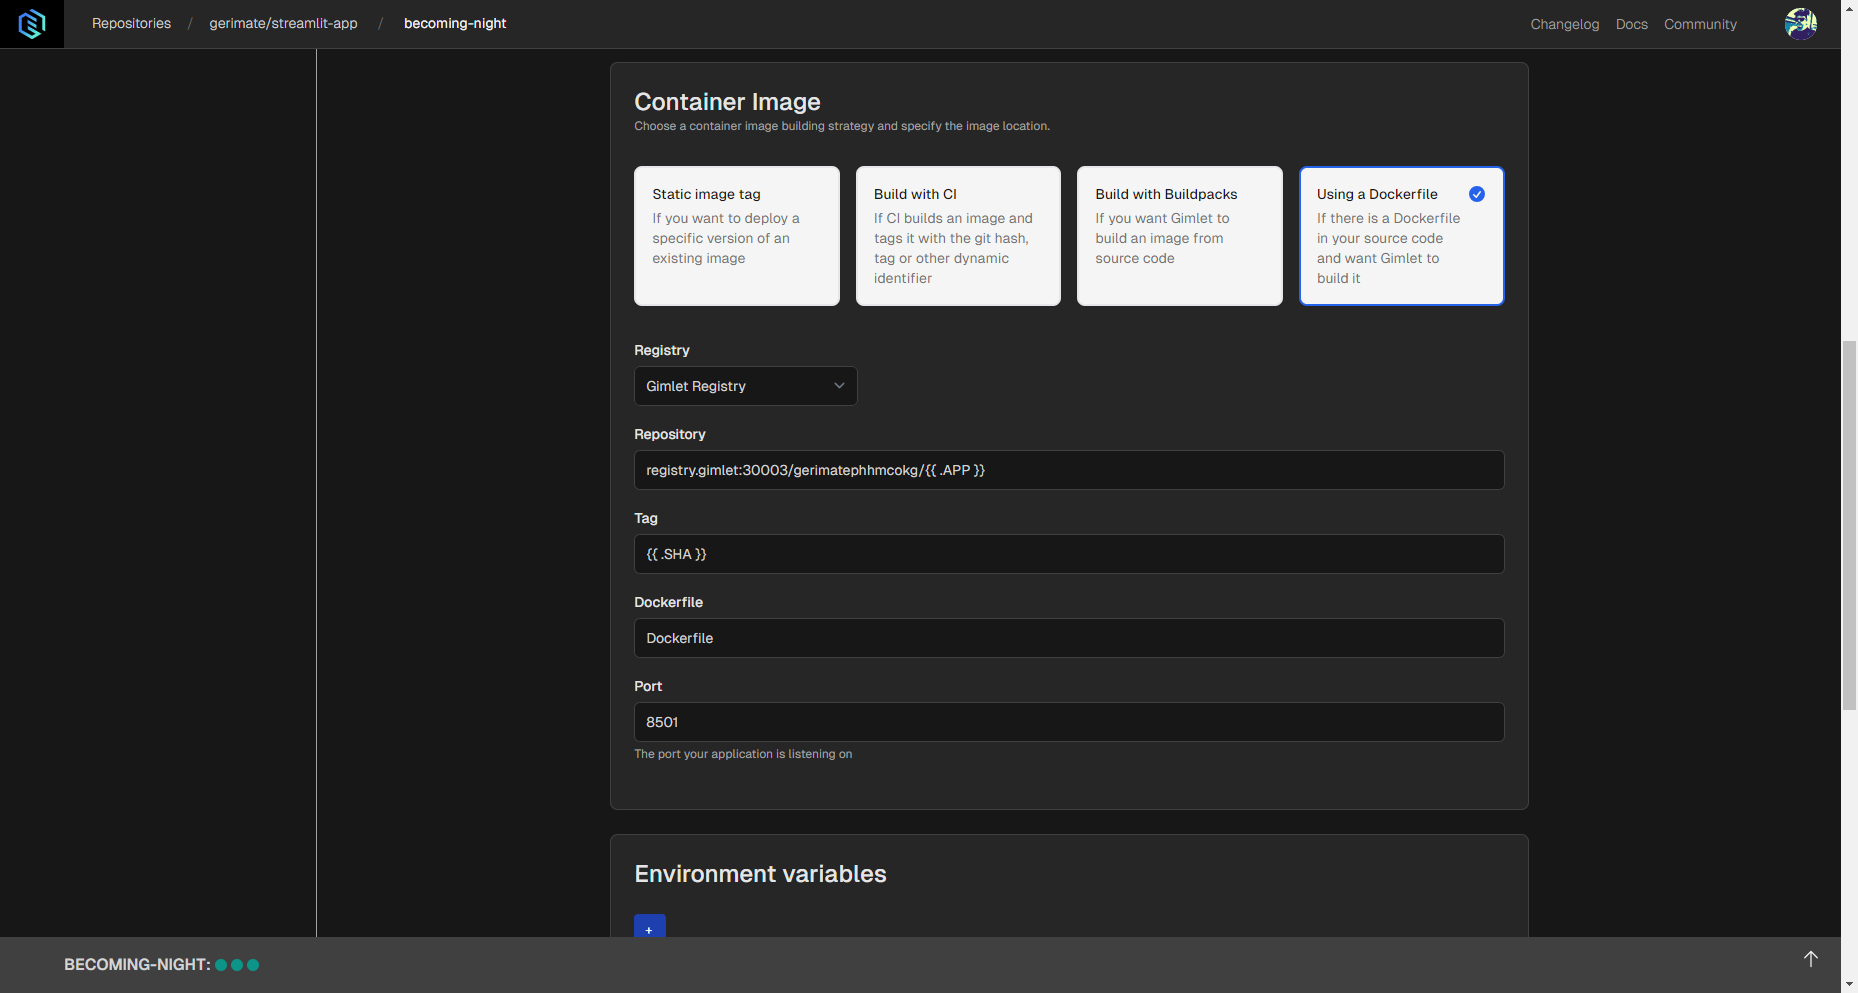 Repositories / gerimate/streamlit-app / becoming-night
Changelog Docs Community
Container Image
Choose a container image building strategy and specify the image location.
Static image tag
If you want to deploy a
specific version of an
existing image
Build with CI
If CI builds an image and
tags it with the git hash,
tag or other dynamic
identifier
Build with Buildpacks
If you want Gimlet to
build an image from
source code
Using a Dockerfile
If there is a Dockerfile
in your source code
and want Gimlet to
build it
Registry
Gimlet Registry
Repository
registry.gimlet:30003/gerimatephhmcokg/{{ .APP }}
Tag
{{ .SHA }}
Dockerfile
Dockerfile
Port
8501
The port your application is listening on
Environment variables
+
BECOMING-NIGHT: